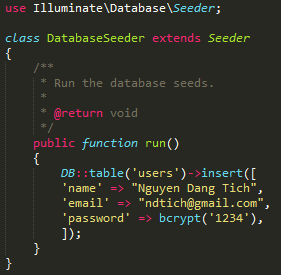 use Illuminate\Database\Seeder;
class DatabaseSeeder extends Seeder
{
/**
* Run the database seeds.
*
* @return void
*/
public function run()
{
DB::table('users')->insert([
'name' => "Nguyen Dang Tich",
'email' => "ndtich@gmail.com",
'password' => bcrypt('1234'),
]);
}
}